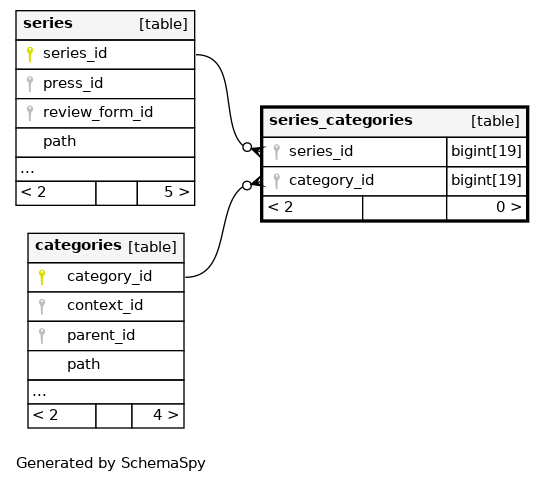 series [table]
series_id
press_id
review_form_id
path
...
< 2 5 >
series_categories [table]
series_id bigint[19]
category_id bigint[19]
< 2 0 >
categories [table]
category_id
context_id
parent_id
path
...
< 2 4 >
Generated by SchemaSpy